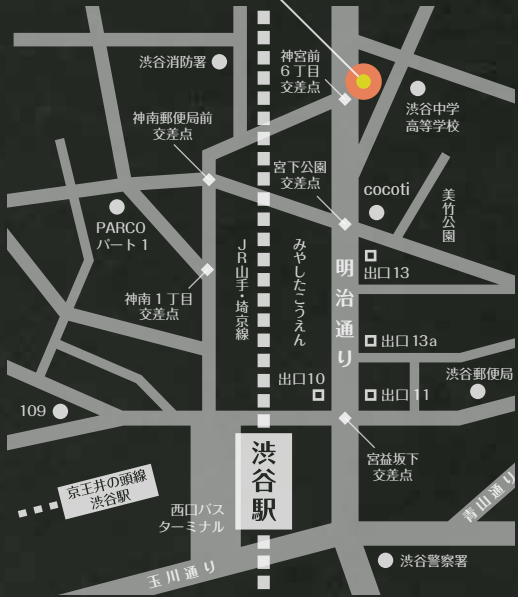 渋谷消防署
神宮前
6丁目
交差点
渋谷中学
高等学校
神南郵便局前
交差点
宮下公園
交差点
cocoti
美竹公園
PARCO
パート1
JR山手・埼京線
みやしたこうえん
明治通り
出口13
神南1丁目
交差点
出口13a
渋谷郵便局
出口10
出口11
109
渋谷駅
宮益坂下
交差点
京王井の頭線
渋谷駅
西口バス
ターミナル
青山通り
玉川通り
渋谷警察署